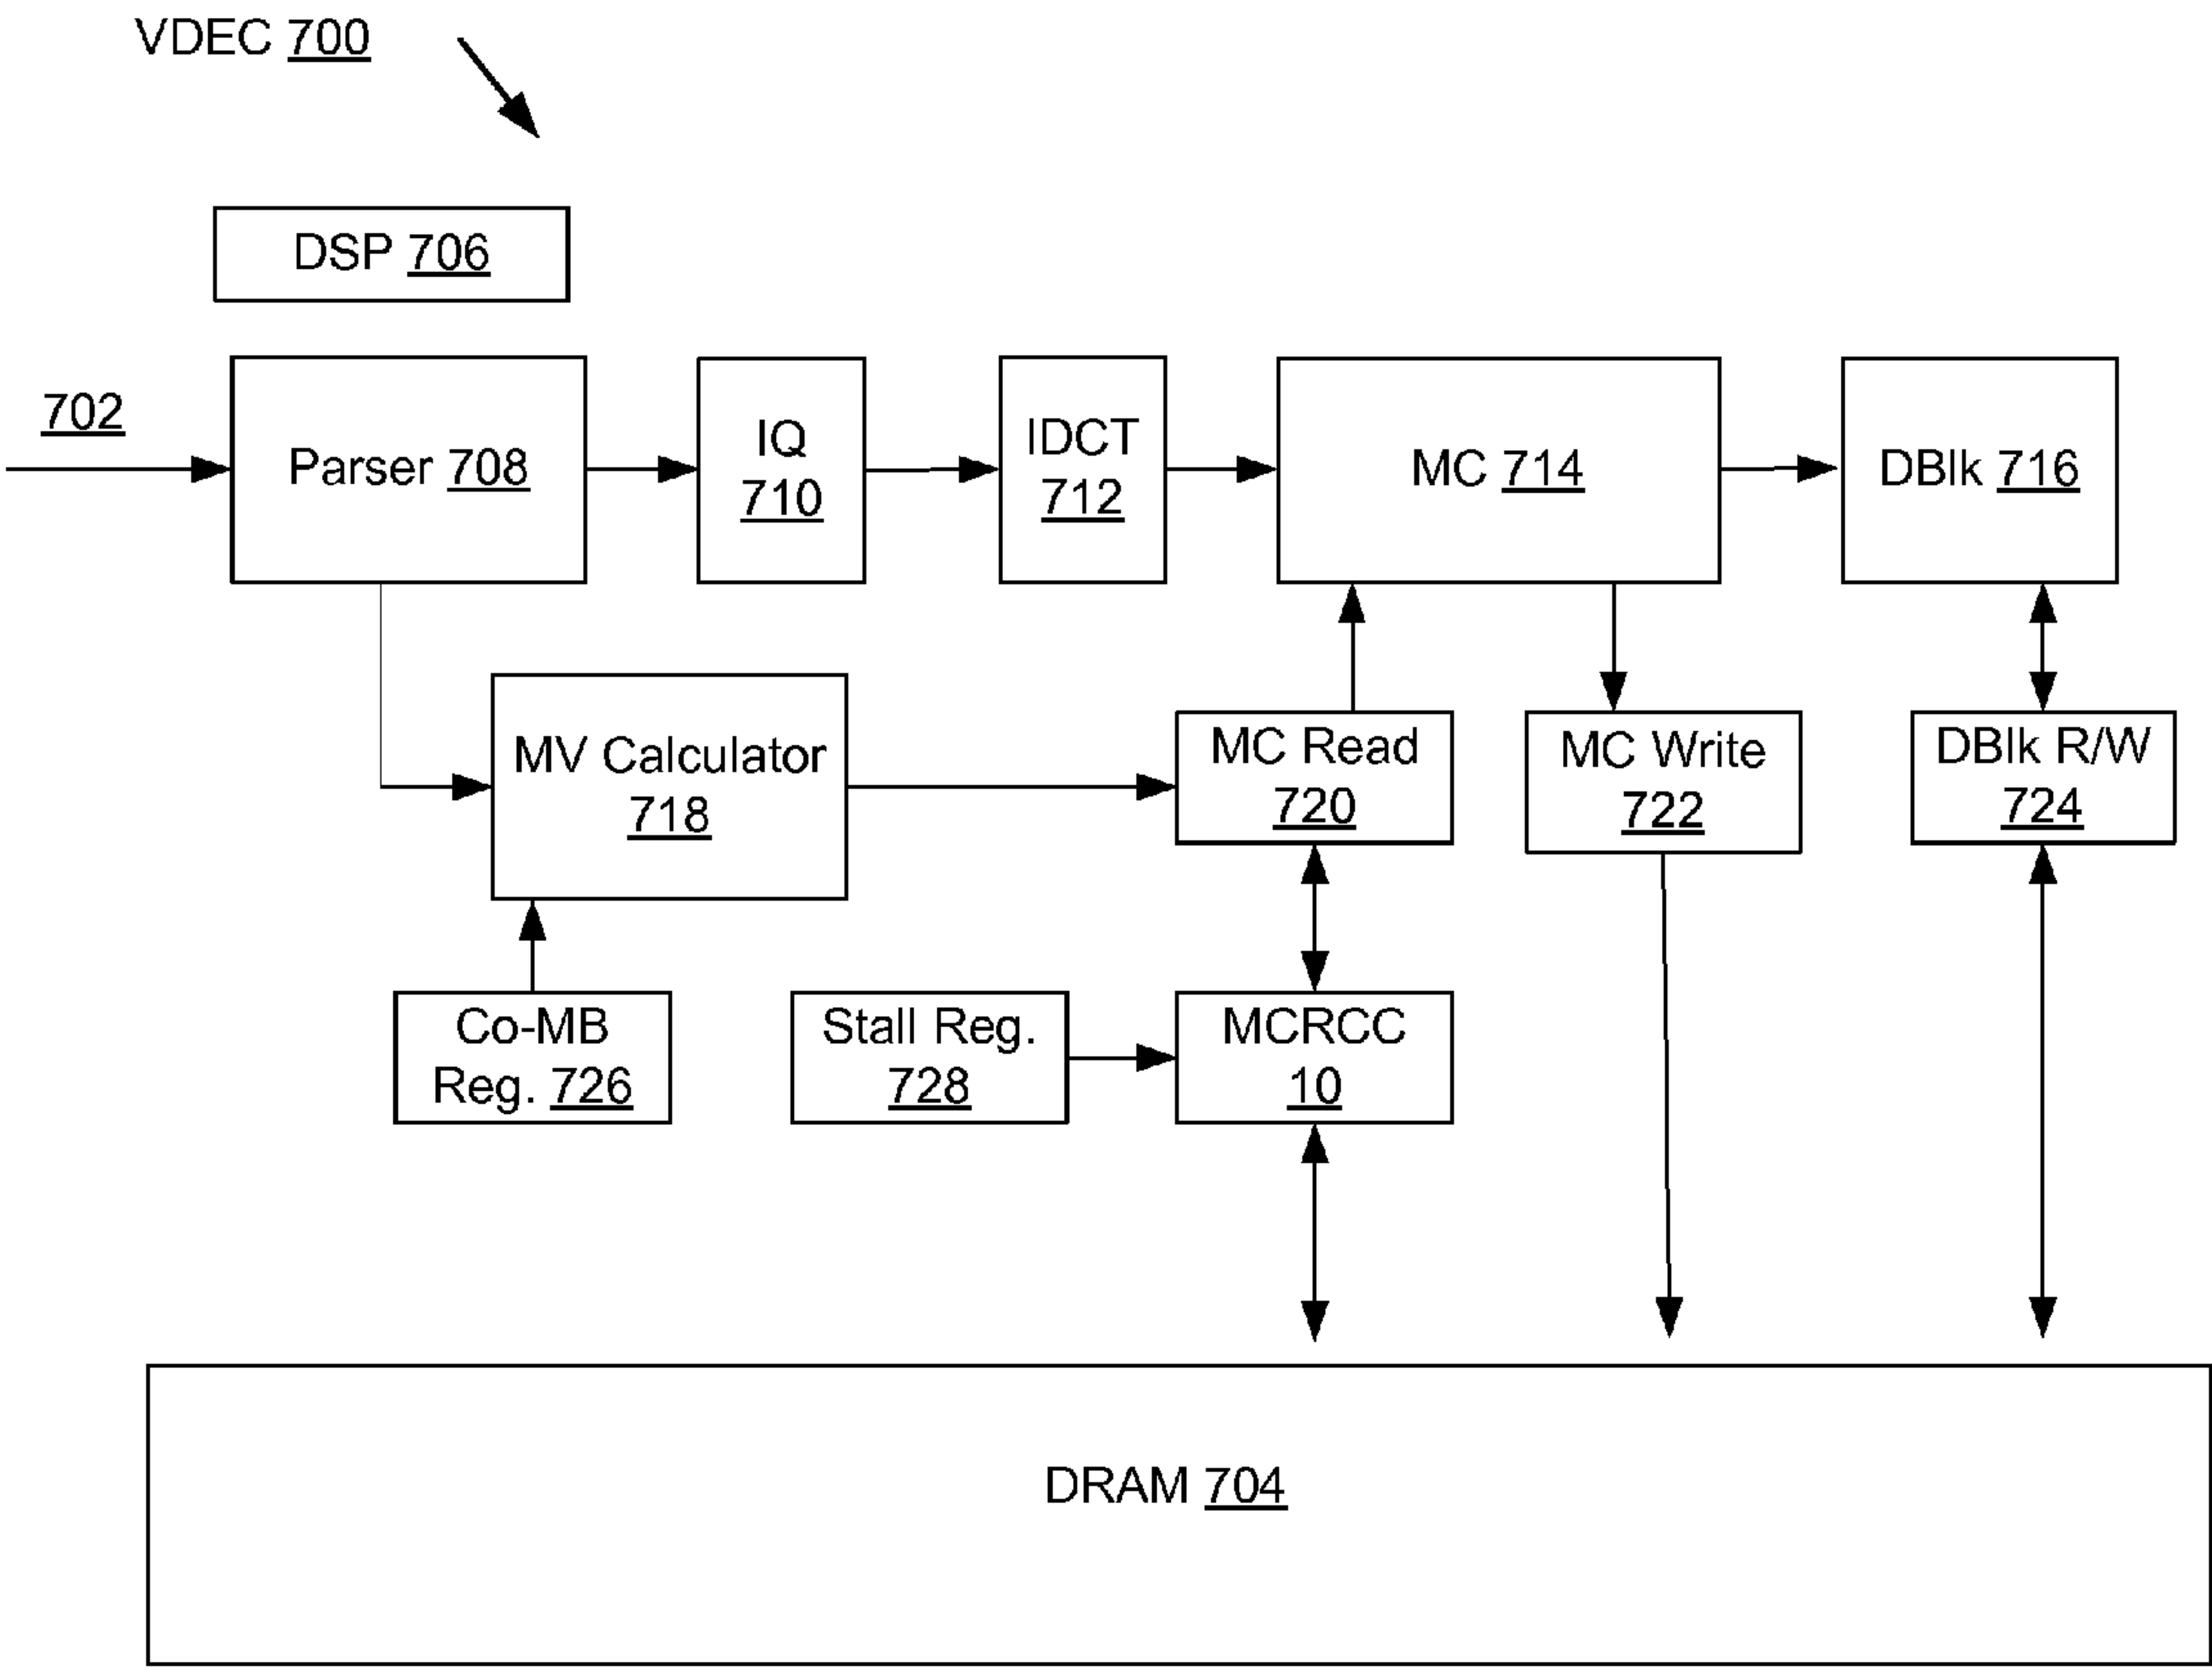 VDEC 700
DSP 706
702
Parser 708
IQ
710
IDCT
712
MC 714
DBlk 716
MV Calculator
718
MC Read
720
MC Write
722
DBlk R/W
724
Co-MB
Reg. 726
Stall Reg.
728
MCRCC
10
DRAM 704